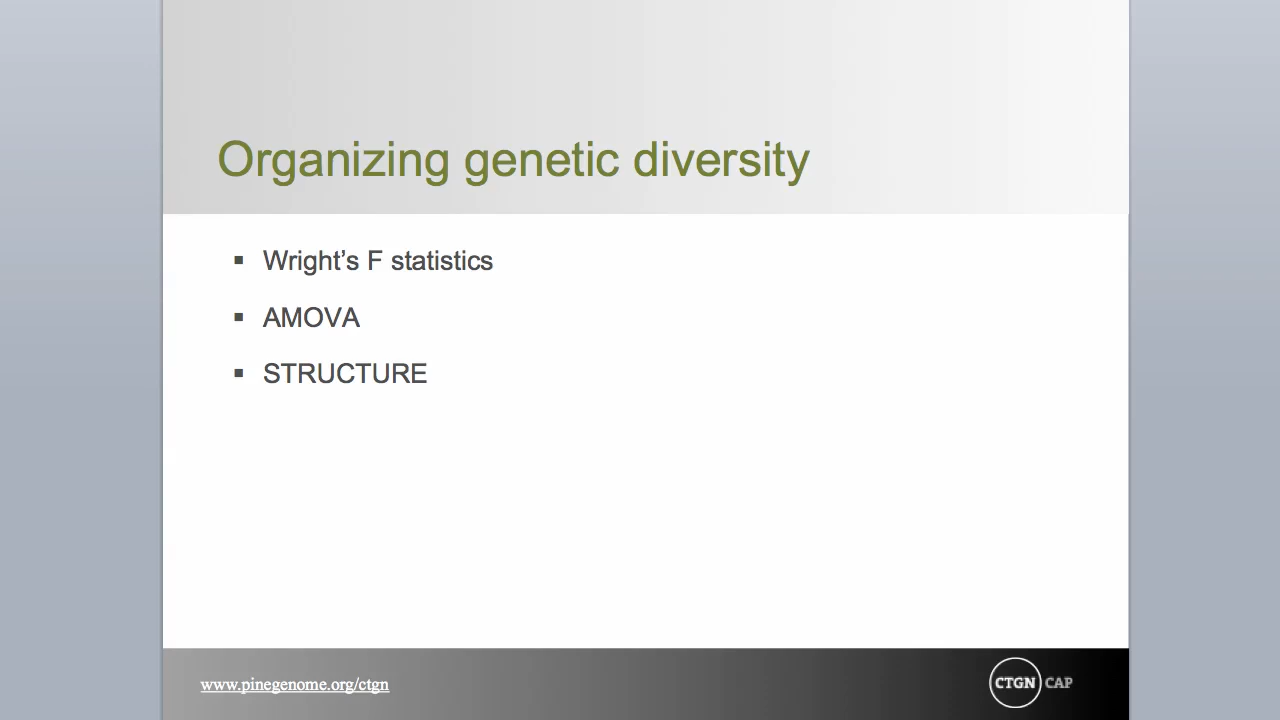 Organizing genetic diversity
▪ Wright’s F statistics
▪ AMOVA
▪ STRUCTURE
www.pinegenome.org/ctgn
CTGN CAP